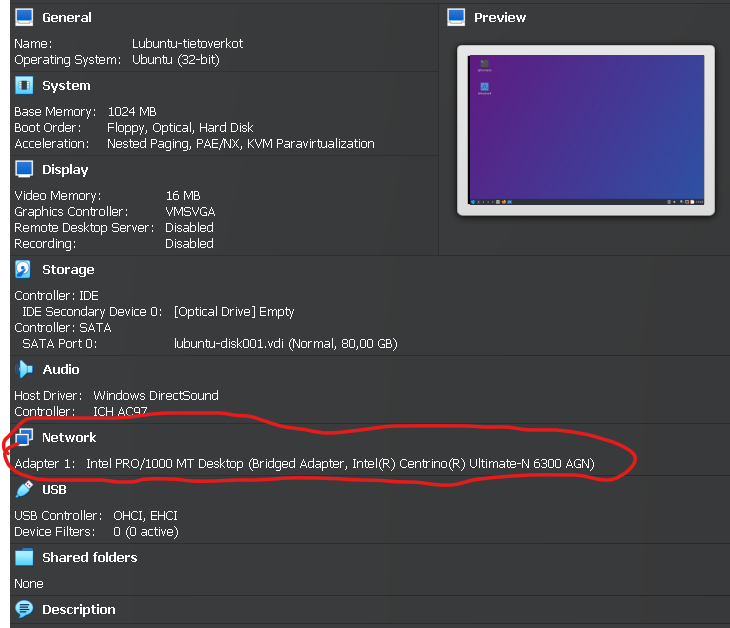 General
Name: Lubuntu-tietoverkot
Operating System: Ubuntu (32-bit)
System
Base Memory: 1024 MB
Boot Order: Floppy, Optical, Hard Disk
Acceleration: Nested Paging, PAE/NX, KVM Paravirtualization
Display
Video Memory: 16 MB
Graphics Controller: VMSVGA
Remote Desktop Server: Disabled
Recording: Disabled
Preview
Storage
Controller: IDE
IDE Secondary Device 0: [Optical Drive] Empty
Controller: SATA
SATA Port 0: lubuntu-disk001.vdi (Normal, 80,00 GB)
Audio
Host Driver: Windows DirectSound
Controller: ICH AC97
Network
Adapter 1: Intel PRO/1000 MT Desktop (Bridged Adapter, Intel(R) Centrino(R) Ultimate-N 6300 AGN)
USB
USB Controller: OHCI, EHCI
Device Filters: 0 (0 active)
Shared folders
None
Description